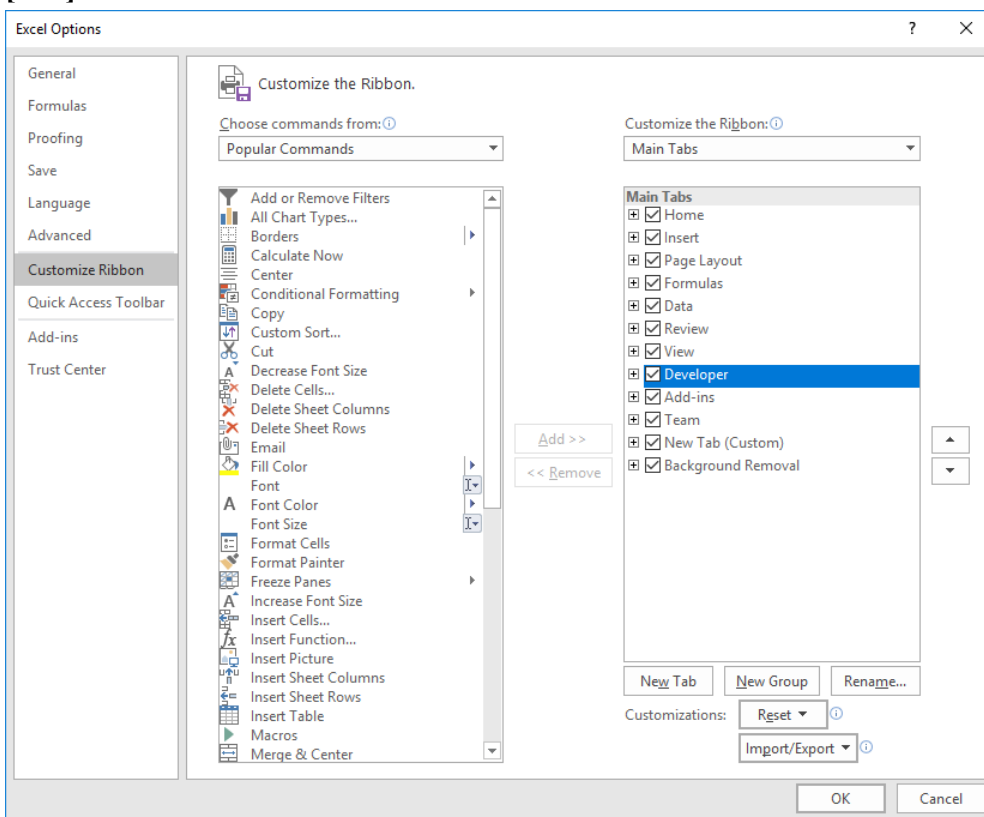 Excel Options
?
General
Formulas
Proofing
Save
Language
Advanced
Customize Ribbon
Quick Access Toolbar
Add-ins
Trust Center
Customize the Ribbon.
Choose commands from:
Popular Commands
Add or Remove Filters
All Chart Types...
Borders
Calculate Now
Center
Conditional Formatting
Copy
Custom Sort...
Cut
Decrease Font Size
Delete Cells...
Delete Sheet Columns
Delete Sheet Rows
Email
Fill Color
Font
Font Color
Font Size
Format Cells
Format Painter
Freeze Panes
Increase Font Size
Insert Cells...
Insert Function...
Insert Picture
Insert Sheet Columns
Insert Sheet Rows
Insert Table
Macros
Merge & Center
Add >>
<< Remove
Customize the Ribbon:
Main Tabs
Main Tabs
Home
Insert
Page Layout
Formulas
Data
Review
View
Developer
Add-ins
Team
New Tab (Custom)
Background Removal
New Tab
New Group
Rename...
Customizations:
Reset
Import/Export
OK
Cancel